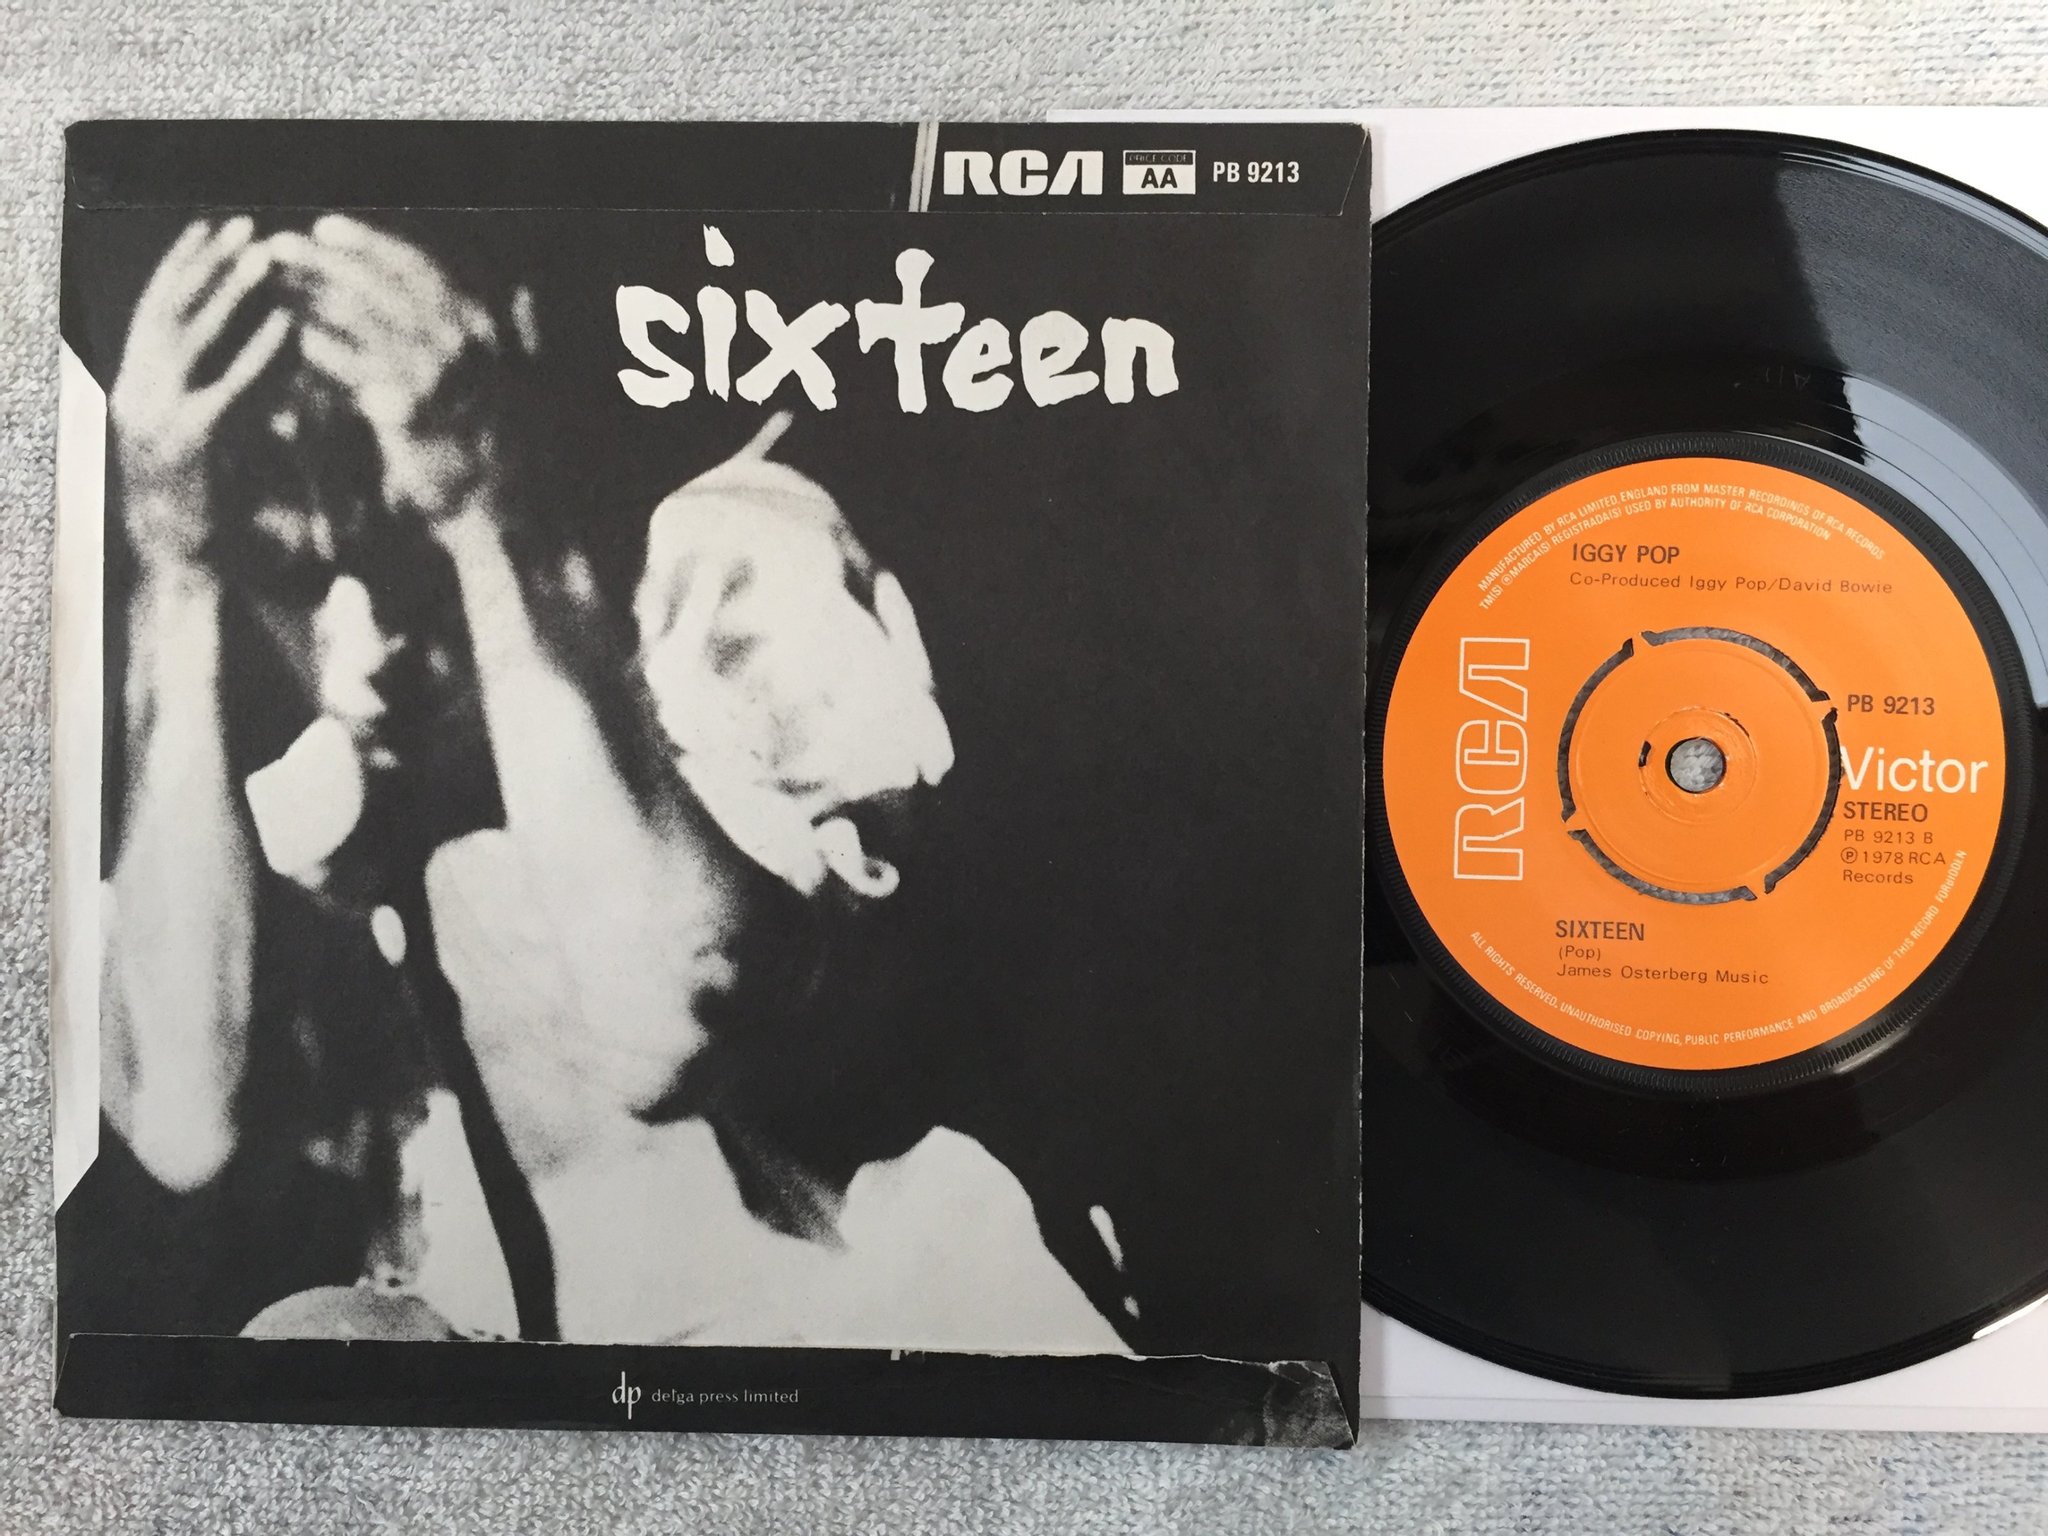 RCA PRICE CODE AA PB 9213
sixteen
dp delga press limited
MANUFACTURED BY RCA LIMITED, ENGLAND FROM MASTER RECORDINGS OF RCA RECORDS
TM(S) ® MARCA(S) REGISTRADA(S) USED BY AUTHORITY OF RCA CORPORATION
IGGY POP
Co-Produced Iggy Pop/David Bowie
RCA
PB 9213
Victor
STEREO
PB 9213 B
℗ 1978 RCA
Records
SIXTEEN
(Pop)
James Osterberg Music
ALL RIGHTS RESERVED. UNAUTHORISED COPYING, PUBLIC PERFORMANCE AND BROADCASTING OF THIS RECORD FORBIDDEN